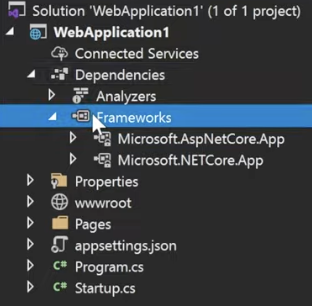 Solution 'WebApplication1' (1 of 1 project)
WebApplication1
Connected Services
Dependencies
Analyzers
Frameworks
Microsoft.AspNetCore.App
Microsoft.NETCore.App
Properties
wwwroot
Pages
appsettings.json
C# Program.cs
C# Startup.cs